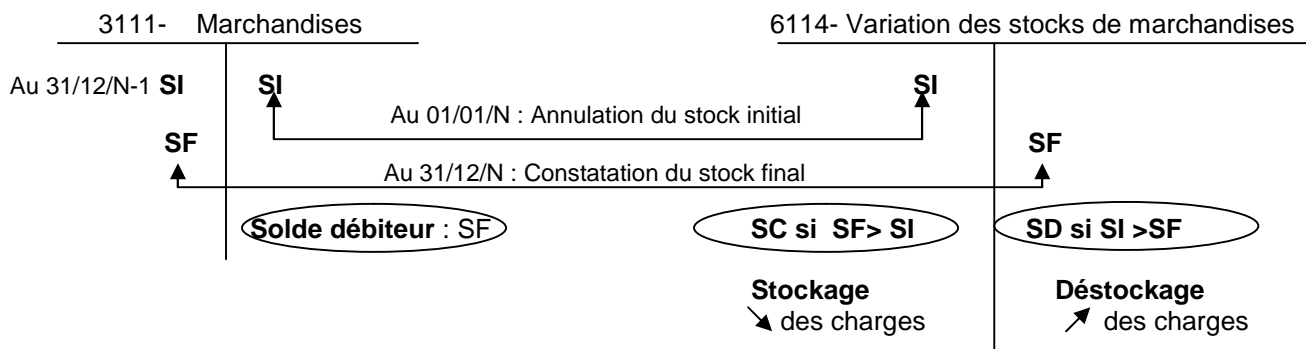 3111- Marchandises 6114- Variation des stocks de marchandises
Au 31/12/N-1 SI SI SI
Au 01/01/N : Annulation du stock initial
SF SF
Au 31/12/N : Constatation du stock final
Solde débiteur : SF SC si SF> SI SD si SI >SF
Stockage Déstockage
des charges des charges